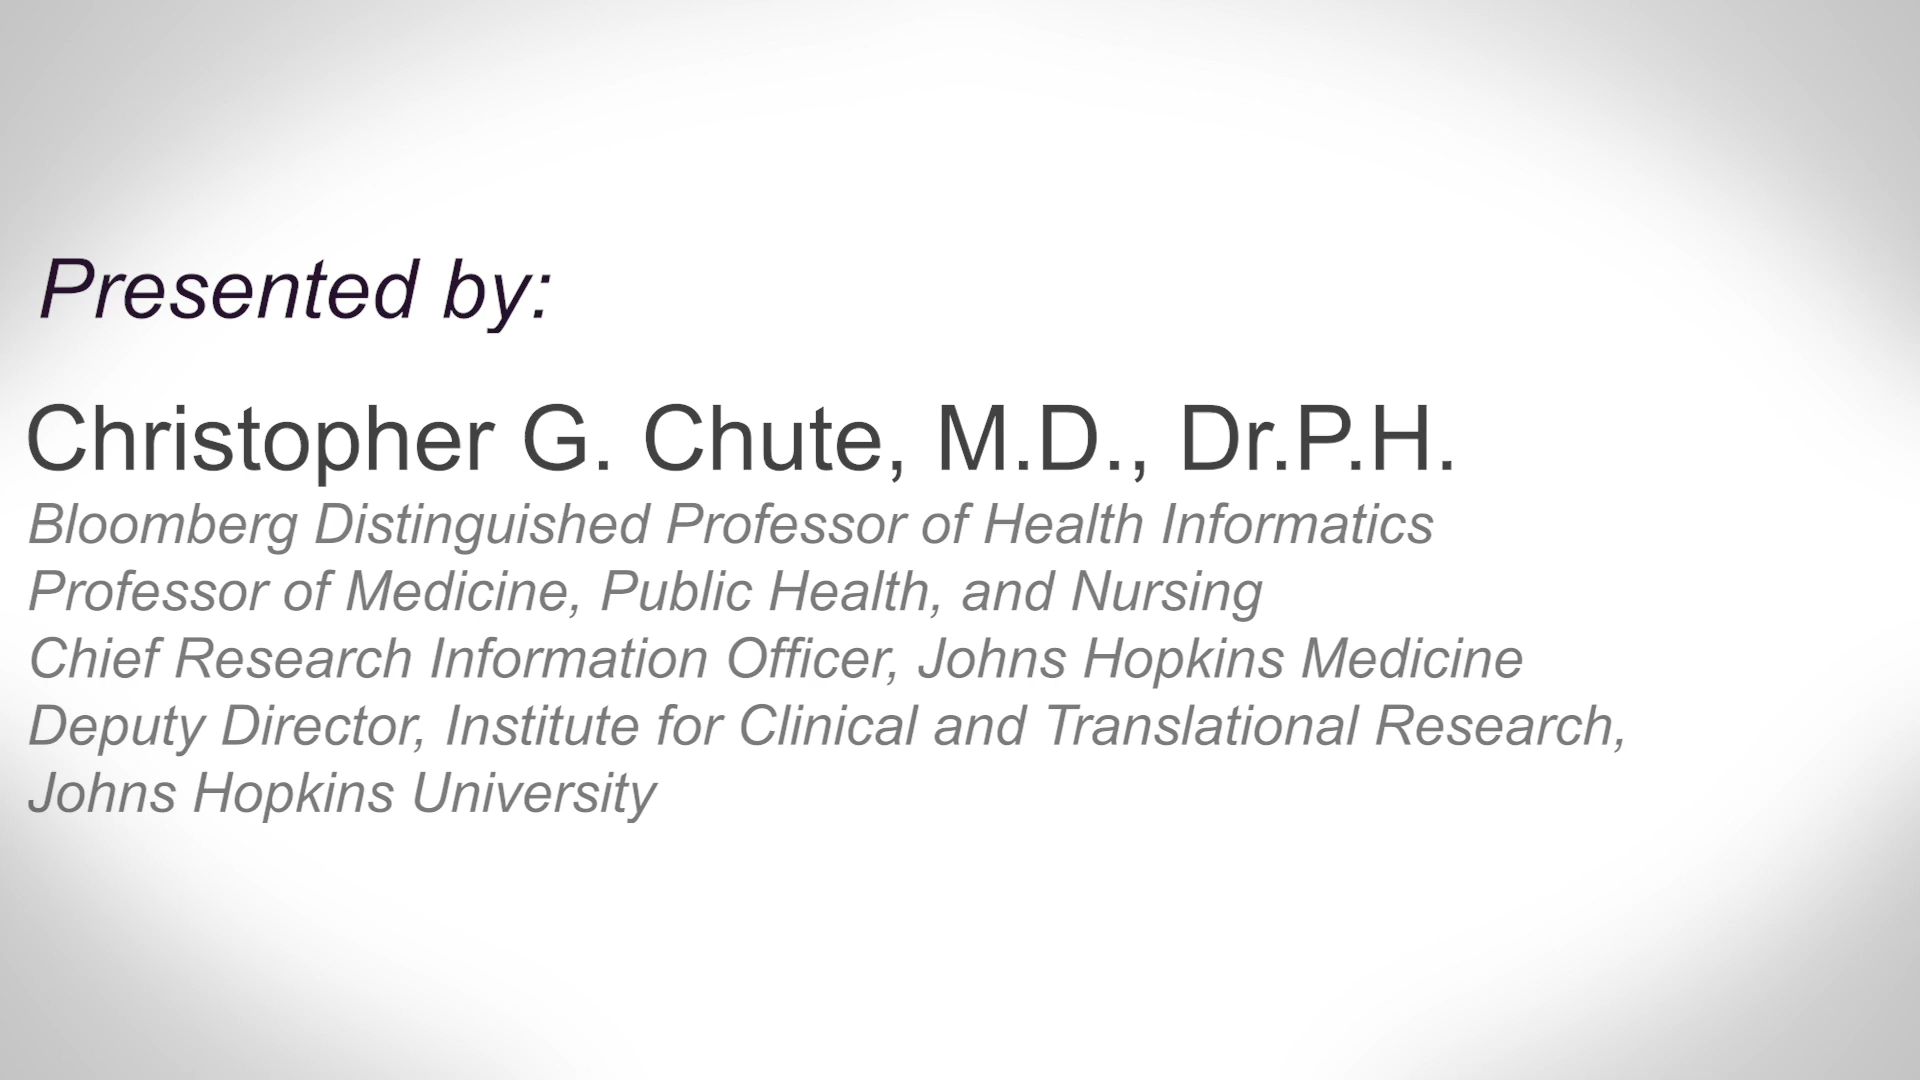 Presented by:
Christopher G. Chute, M.D., Dr.P.H.
Bloomberg Distinguished Professor of Health Informatics
Professor of Medicine, Public Health, and Nursing
Chief Research Information Officer, Johns Hopkins Medicine
Deputy Director, Institute for Clinical and Translational Research,
Johns Hopkins University